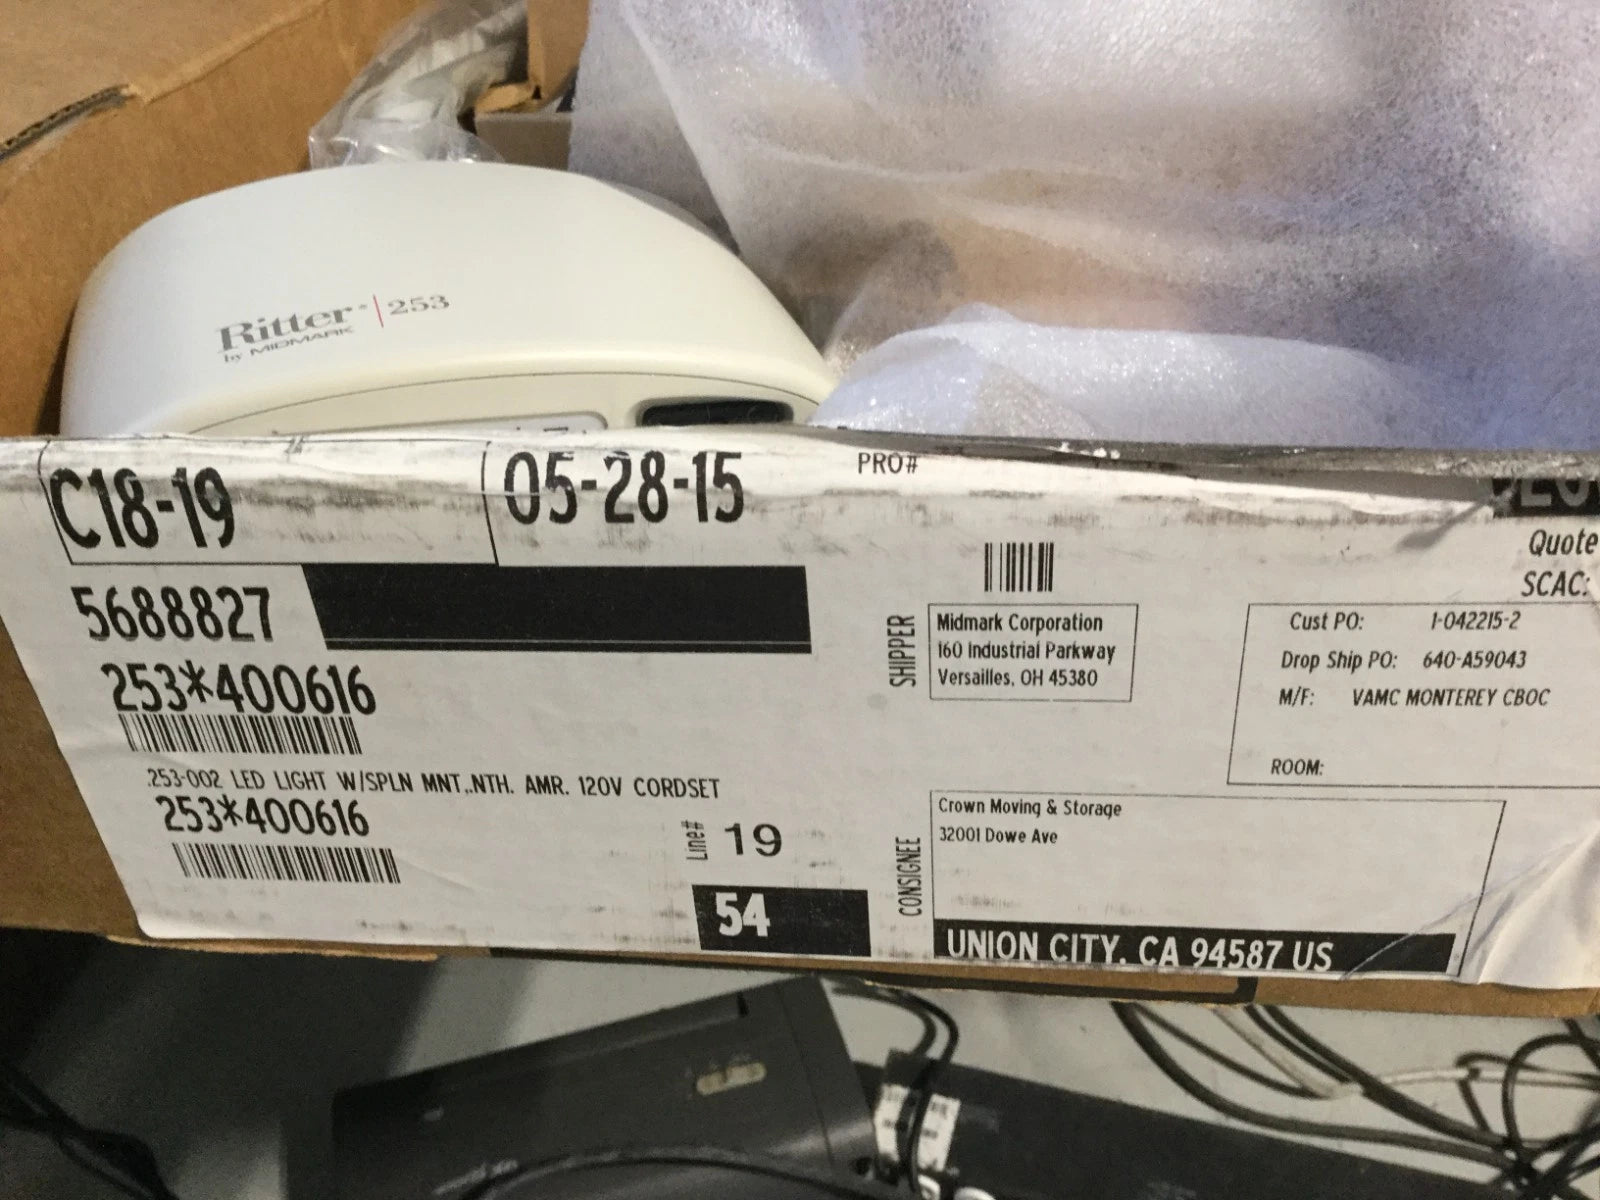 Ritter | 253
by MIDMARK
C18-19
05-28-15
PRO#
5688827
253*400616
.253-002 LED LIGHT W/SPLN MNT,.NTH. AMR. 120V CORDSET
253*400616
Line# 19
54
SHIPPER
Midmark Corporation
160 Industrial Parkway
Versailles, OH 45380
Quote
SCAC:
Cust PO: 1-042215-2
Drop Ship PO: 640-A59043
M/F: VAMC MONTEREY CBOC
ROOM:
CONSIGNEE
Crown Moving & Storage
32001 Dowe Ave
UNION CITY, CA 94587 US